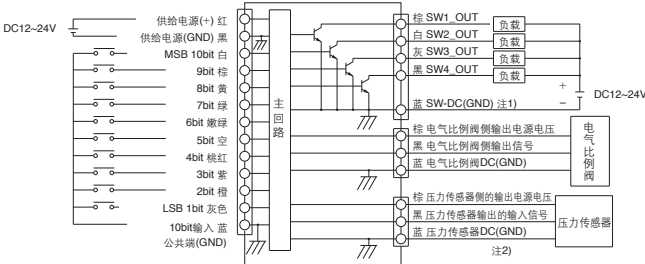 DC12~24V
供给电源(+) 红
供给电源(GND) 黑
MSB 10bit 白
9bit 棕
8bit 黄
7bit 绿
6bit 嫩绿
5bit 空
4bit 桃红
3bit 紫
2bit 橙
LSB 1bit 灰色
10bit输入 蓝
公共端(GND)
主回路
棕 SW1_OUT 负载
白 SW2_OUT 负载
灰 SW3_OUT 负载
黑 SW4_OUT 负载
+
DC12~24V
−
蓝 SW-DC(GND) 注1)
棕 电气比例阀侧输出电源电压
黑 电气比例阀侧输出信号
蓝 电气比例阀DC(GND)
电气比例阀
棕 压力传感器侧的输出电源电压
黑 压力传感器输出的输入信号
蓝 压力传感器DC(GND)
压力传感器
注2)